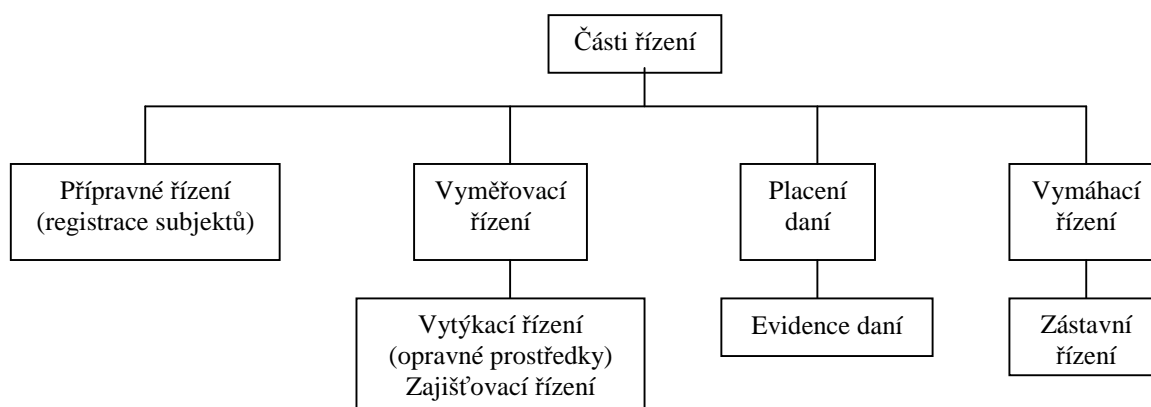 Části řízení
Přípravné řízení
(registrace subjektů)
Vyměřovací
řízení
Placení
daní
Vymáhací
řízení
Vytýkací řízení
(opravné prostředky)
Zajišťovací řízení
Evidence daní
Zástavní
řízení